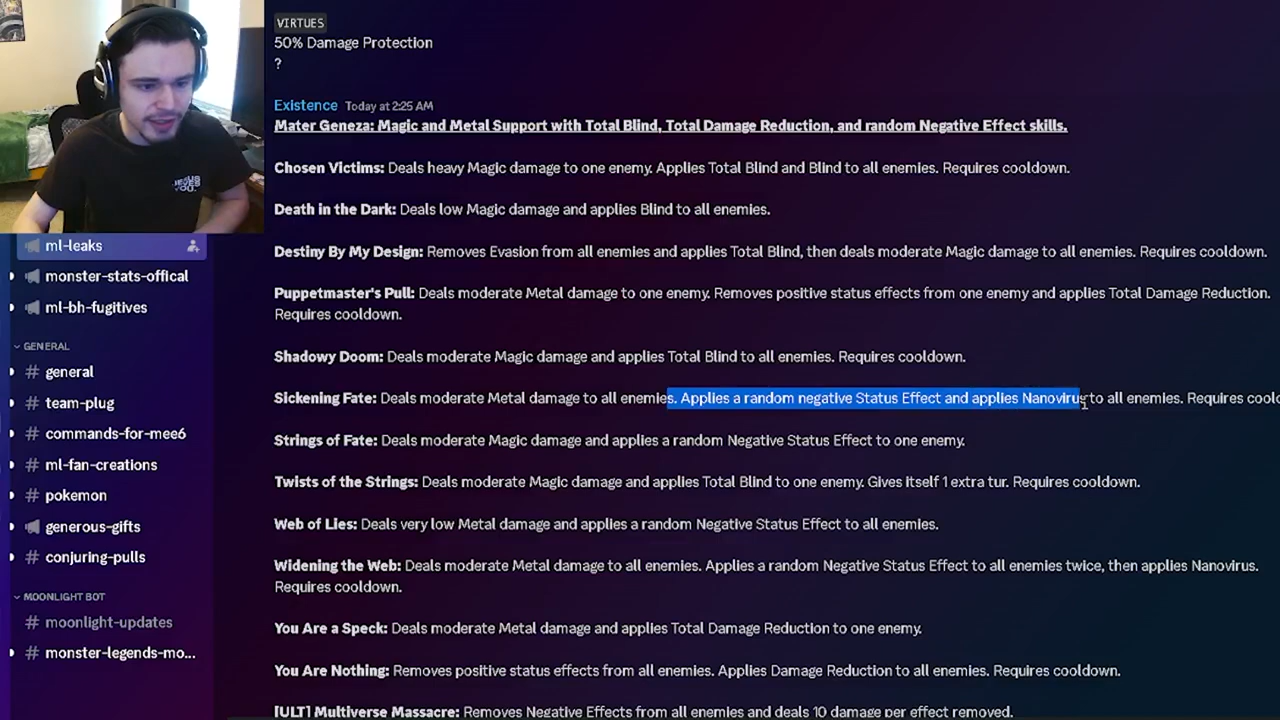 VIRTUES
50% Damage Protection
?
Existence Today at 2:25 AM
Mater Geneza: Magic and Metal Support with Total Blind, Total Damage Reduction, and random Negative Effect skills.
Chosen Victims: Deals heavy Magic damage to one enemy. Applies Total Blind and Blind to all enemies. Requires cooldown.
Death in the Dark: Deals low Magic damage and applies Blind to all enemies.
Destiny By My Design: Removes Evasion from all enemies and applies Total Blind, then deals moderate Magic damage to all enemies. Requires cooldown.
Puppetmaster's Pull: Deals moderate Metal damage to one enemy. Removes positive status effects from one enemy and applies Total Damage Reduction.
Requires cooldown.
Shadowy Doom: Deals moderate Magic damage and applies Total Blind to all enemies. Requires cooldown.
Sickening Fate: Deals moderate Metal damage to all enemies. Applies a random negative Status Effect and applies Nanovirus to all enemies. Requires
Strings of Fate: Deals moderate Magic damage and applies a random Negative Status Effect to one enemy.
Twists of the Strings: Deals moderate Magic damage and applies Total Blind to one enemy. Gives itself 1 extra tur. Requires cooldown.
Web of Lies: Deals very low Metal damage and applies a random Negative Status Effect to all enemies.
Widening the Web: Deals moderate Metal damage to all enemies. Applies a random Negative Status Effect to all enemies twice, then applies Nanovirus.
Requires cooldown.
You Are a Speck: Deals moderate Metal damage and applies Total Damage Reduction to one enemy.
You Are Nothing: Removes positive status effects from all enemies. Applies Damage Reduction to all enemies. Requires cooldown.
[ULT] Multiverse Massacre: Removes Negative Effects from all enemies and deals 10 damage per effect removed.
JESUS
LOVES
YOU.
ml-leaks
monster-stats-offical
ml-bh-fugitives
GENERAL
# general
# team-plug
# commands-for-mee6
# ml-fan-creations
# pokemon
generous-gifts
# conjuring-pulls
MOONLIGHT BOT
# moonlight-updates
# monster-legends-mo...